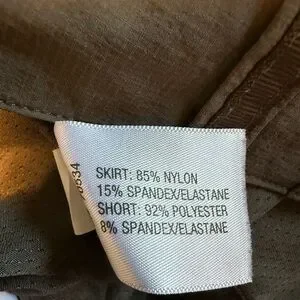 SKIRT: 85% NYLON
15% SPANDEX/ELASTANE
SHORT: 92% POLYESTER
8% SPANDEX/ELASTANE